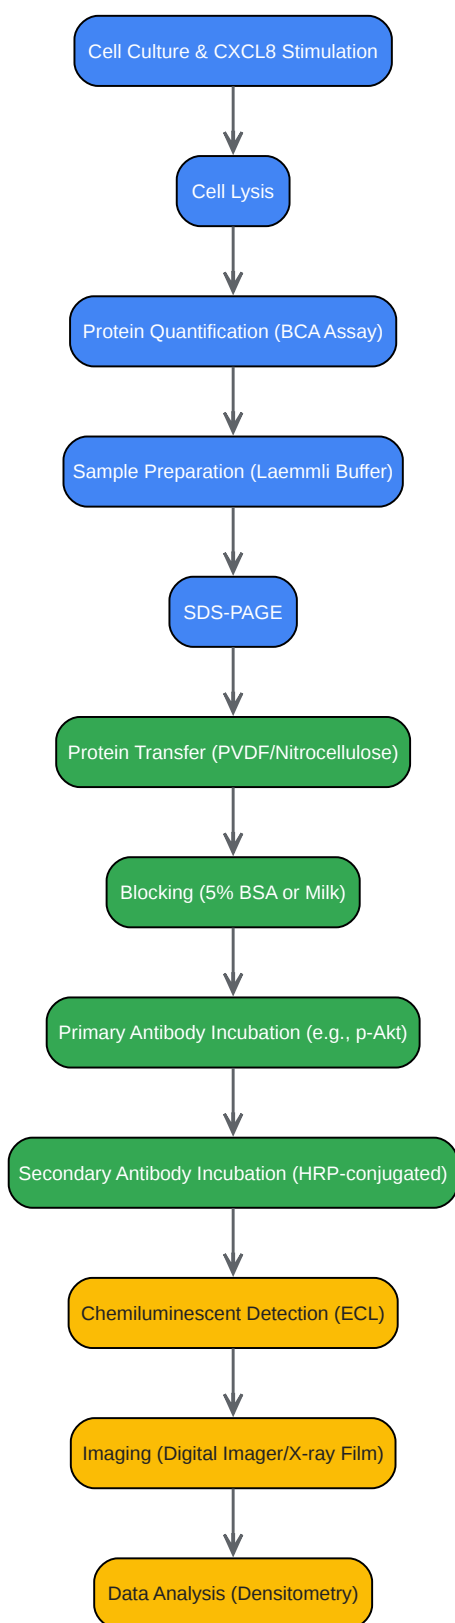 Cell Culture & CXCL8 Stimulation
Cell Lysis
Protein Quantification (BCA Assay)
Sample Preparation (Laemmli Buffer)
SDS-PAGE
Protein Transfer (PVDF/Nitrocellulose)
Blocking (5% BSA or Milk)
Primary Antibody Incubation (e.g., p-Akt)
Secondary Antibody Incubation (HRP-conjugated)
Chemiluminescent Detection (ECL)
Imaging (Digital Imager/X-ray Film)
Data Analysis (Densitometry)